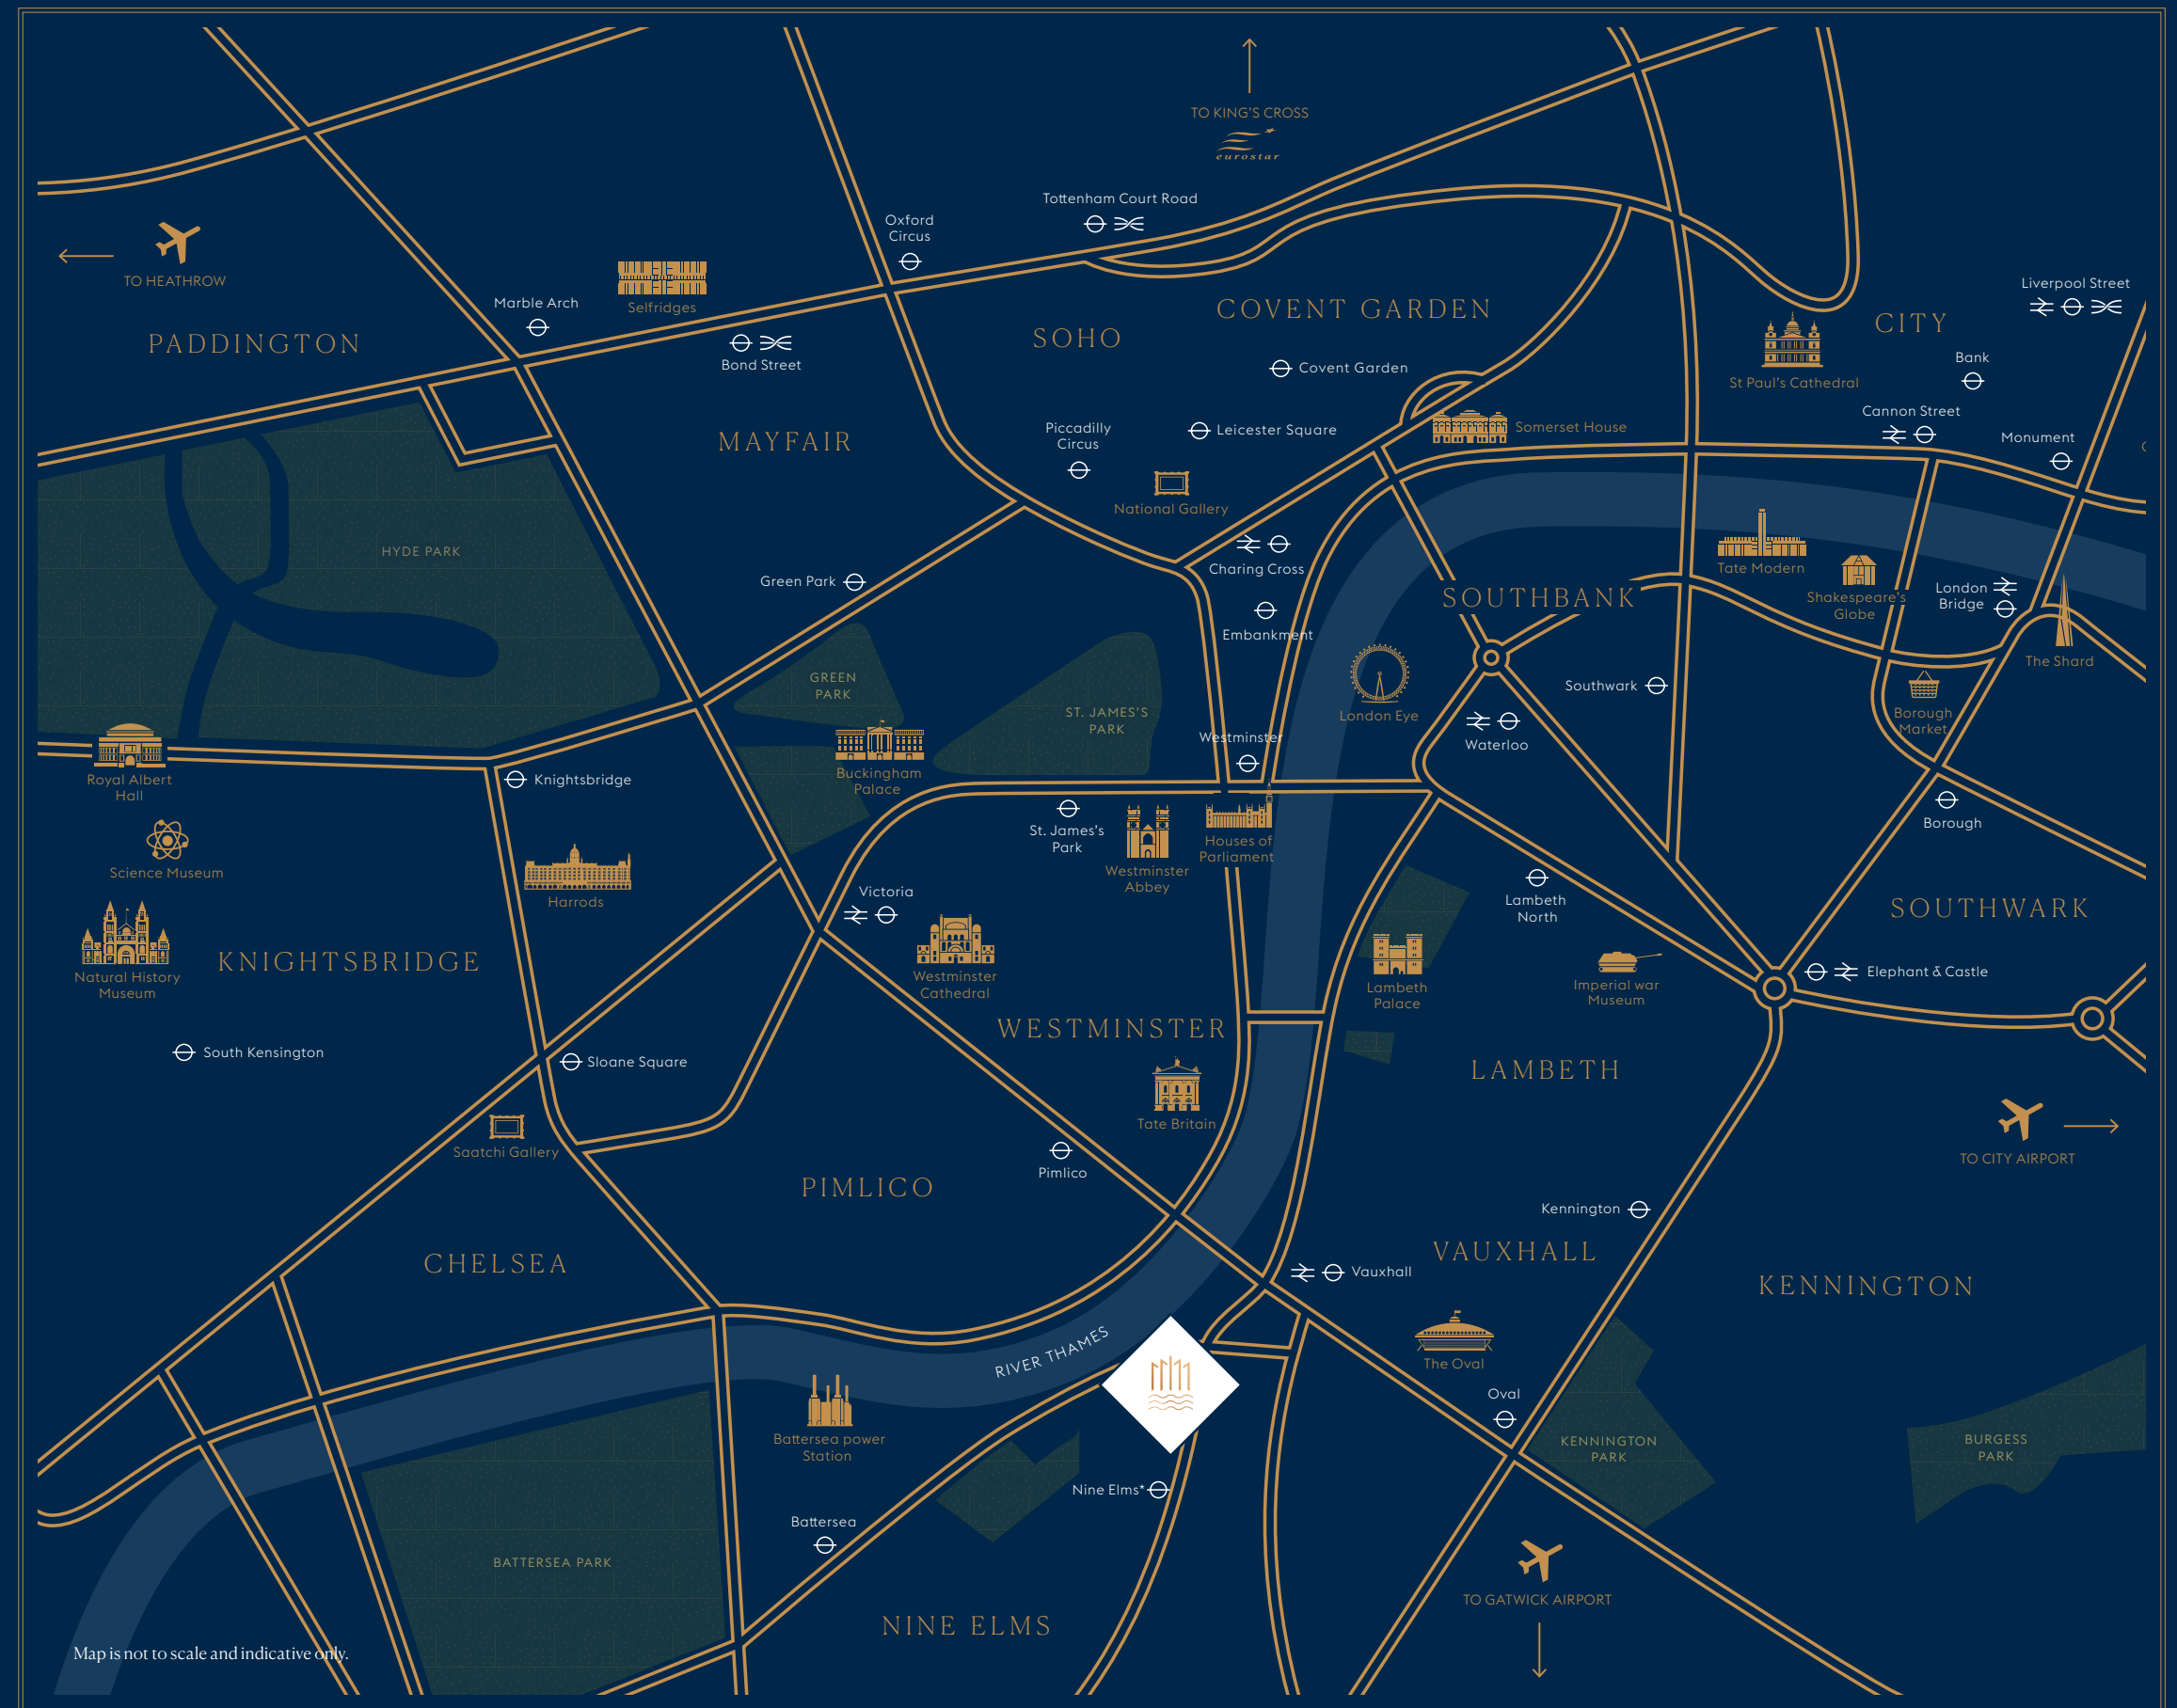 TO KING'S CROSS
eurostar
Tottenham Court Road
Oxford
Circus
TO HEATHROW
Marble Arch
Selfridges
Bond Street
PADDINGTON
SOHO
COVENT GARDEN
Covent Garden
CITY
Liverpool Street
Bank
St Paul's Cathedral
Cannon Street
Monument
MAYFAIR
Piccadilly
Circus
Leicester Square
Somerset House
National Gallery
HYDE PARK
Green Park
Charing Cross
Embankment
SOUTHBANK
Tate Modern
Shakespeare's
Globe
London
Bridge
The Shard
GREEN
PARK
ST. JAMES'S
PARK
London Eye
Southwark
Waterloo
Borough
Market
Westminster
Royal Albert
Hall
Knightsbridge
Buckingham
Palace
St. James's
Park
Westminster
Abbey
Houses of
Parliament
Borough
Science Museum
Harrods
Victoria
Lambeth
North
SOUTHWARK
Natural History
Museum
KNIGHTSBRIDGE
Westminster
Cathedral
Lambeth
Palace
Imperial war
Museum
Elephant & Castle
WESTMINSTER
South Kensington
Sloane Square
LAMBETH
Saatchi Gallery
Tate Britain
TO CITY AIRPORT
Pimlico
PIMLICO
Kennington
CHELSEA
VAUXHALL
Vauxhall
KENNINGTON
RIVER THAMES
The Oval
Oval
Battersea power
Station
KENNINGTON
PARK
BURGESS
PARK
Nine Elms*
Battersea
BATTERSEA PARK
TO GATWICK AIRPORT
NINE ELMS
Map is not to scale and indicative only.